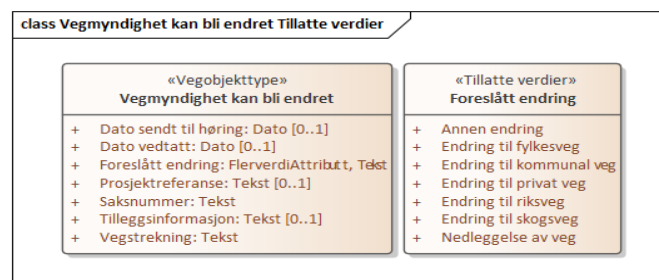 class Vegmyndighet kan bli endret Tillatte verdier
«Vegobjekttype»
Vegmyndighet kan bli endret
+ Dato sendt til høring: Dato [0..1]
+ Dato vedtatt: Dato [0..1]
+ Foreslått endring: FlerverdiAttributt, Tekst
+ Prosjektreferanse: Tekst [0..1]
+ Saksnummer: Tekst
+ Tilleggsinformasjon: Tekst [0..1]
+ Vegstrekning: Tekst
«Tillatte verdier»
Foreslått endring
+ Annen endring
+ Endring til fylkesveg
+ Endring til kommunal veg
+ Endring til privat veg
+ Endring til riksveg
+ Endring til skogsveg
+ Nedleggelse av veg